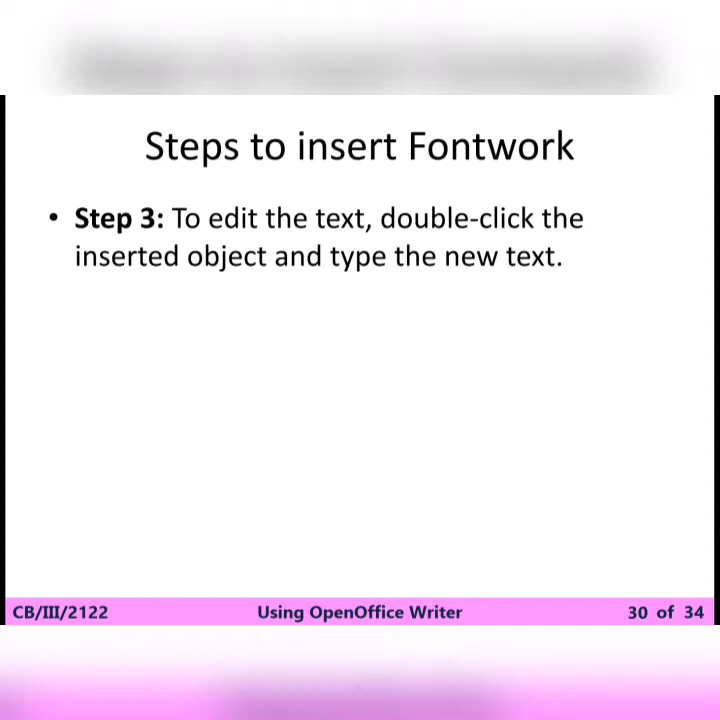 Steps to insert Fontwork
• Step 3: To edit the text, double-click the
inserted object and type the new text.
CB/III/2122 Using OpenOffice Writer 30 of 34